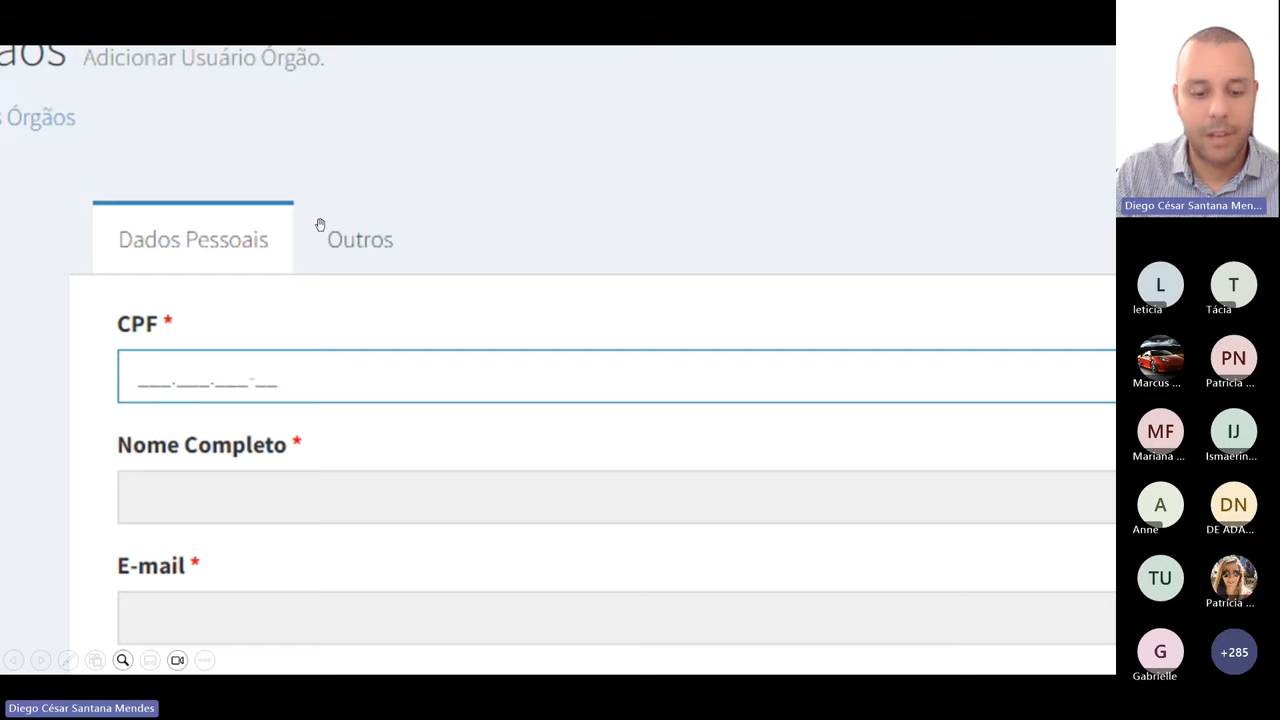 Adicionar Usuário Órgão.
Órgãos
Dados Pessoais
Outros
CPF *
___.___.___-__
Nome Completo *
E-mail *
Diego César Santana Men...
L
T
leticia
Tácia
PN
Marcus ...
Patrícia ...
MF
IJ
Mariana ...
Ismaerin...
A
DN
Anne
DE ADA...
TU
Patrícia ...
G
+285
Gabrielle
Diego César Santana Mendes